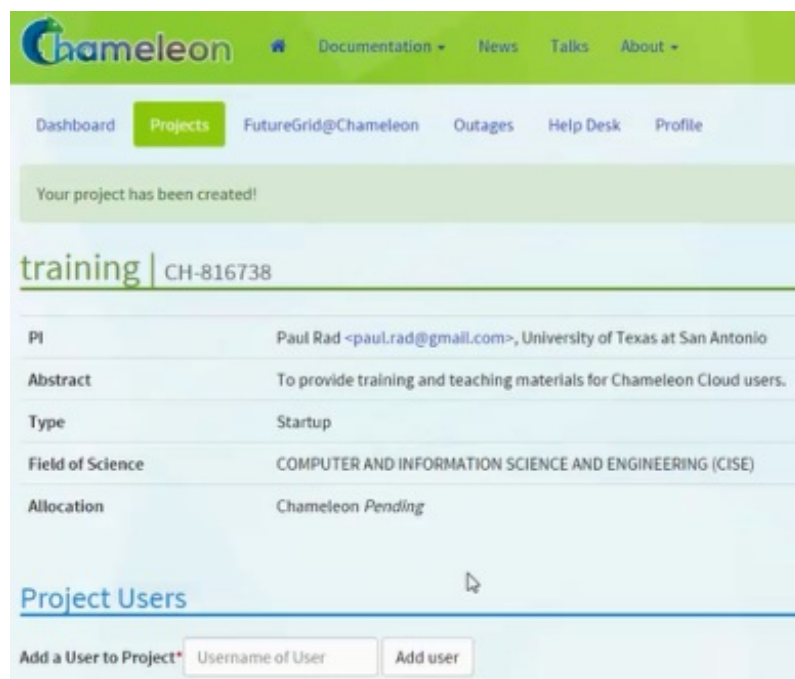 Chameleon Documentation News Talks About
Dashboard Projects FutureGrid@Chameleon Outages Help Desk Profile
Your project has been created!
training | CH-816738
PI Paul Rad <paul.rad@gmail.com>, University of Texas at San Antonio
Abstract To provide training and teaching materials for Chameleon Cloud users.
Type Startup
Field of Science COMPUTER AND INFORMATION SCIENCE AND ENGINEERING (CISE)
Allocation Chameleon Pending
Project Users
Add a User to Project* Username of User Add user